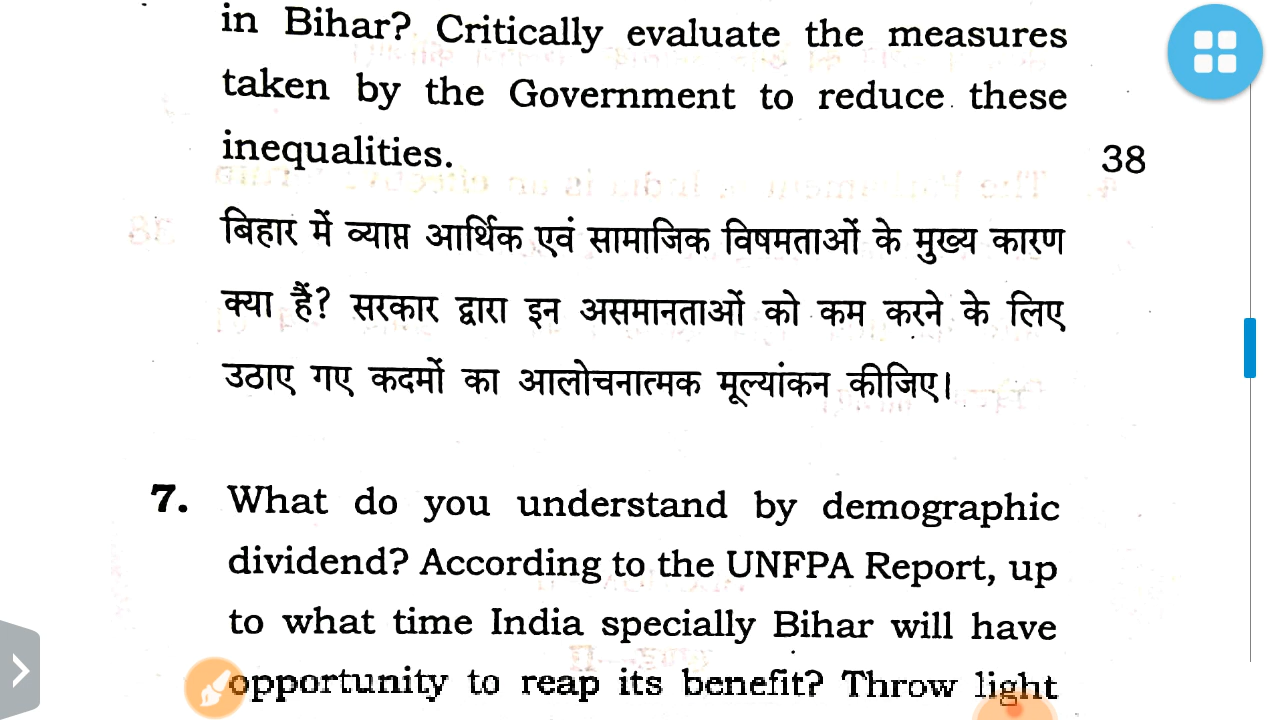 in Bihar? Critically evaluate the measures
taken by the Government to reduce these
inequalities. 38
बिहार में व्याप्त आर्थिक एवं सामाजिक विषमताओं के मुख्य कारण
क्या हैं? सरकार द्वारा इन असमानताओं को कम करने के लिए
उठाए गए कदमों का आलोचनात्मक मूल्यांकन कीजिए।
7. What do you understand by demographic
dividend? According to the UNFPA Report, up
to what time India specially Bihar will have
opportunity to reap its benefit? Throw light